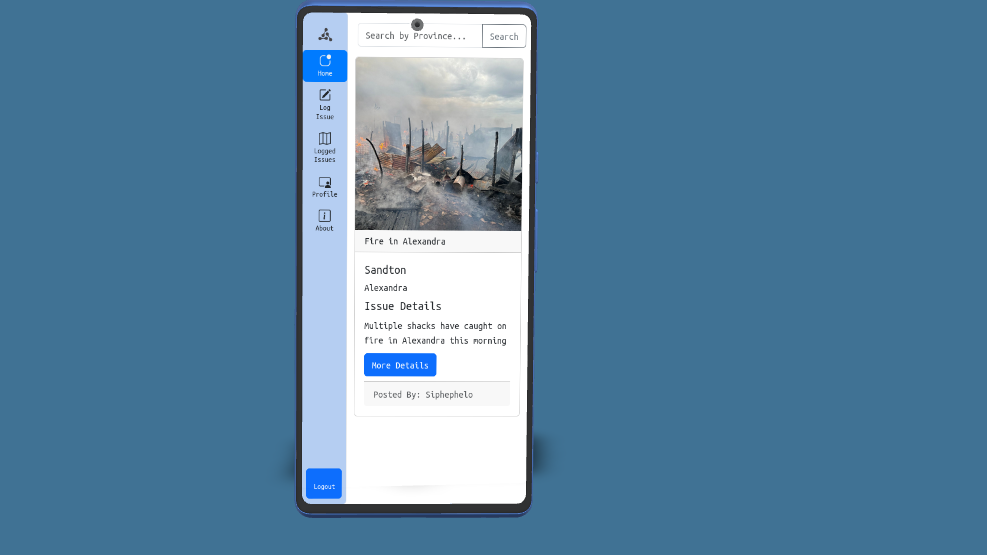 Search by Province...
Search
Home
Log
Issue
Logged
Issues
Profile
About
Fire in Alexandra
Sandton
Alexandra
Issue Details
Multiple shacks have caught on
fire in Alexandra this morning
More Details
Posted By: Siphephelo
Logout